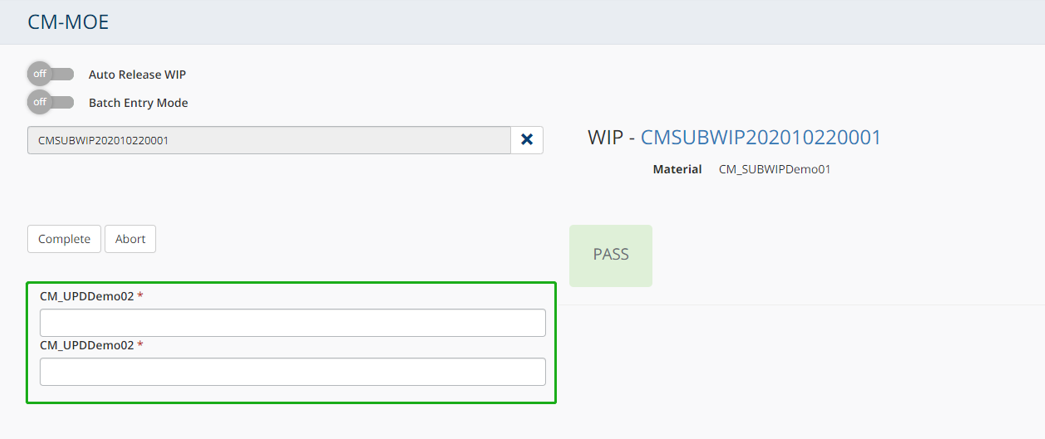 CM-MOE
off Auto Release WIP
off Batch Entry Mode
CMSUBWIP202010220001
WIP - CMSUBWIP202010220001
Material CM_SUBWIPDemo01
Complete Abort
PASS
CM_UPDDemo02 *
CM_UPDDemo02 *